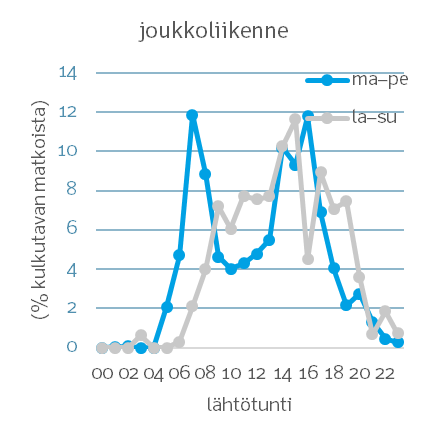 joukkoliikenne
ma–pe
la–su
(% kulkutavan matkoista)
14
12
10
8
6
4
2
0
00 02 04 06 08 10 12 14 16 18 20 22
lähtötunti